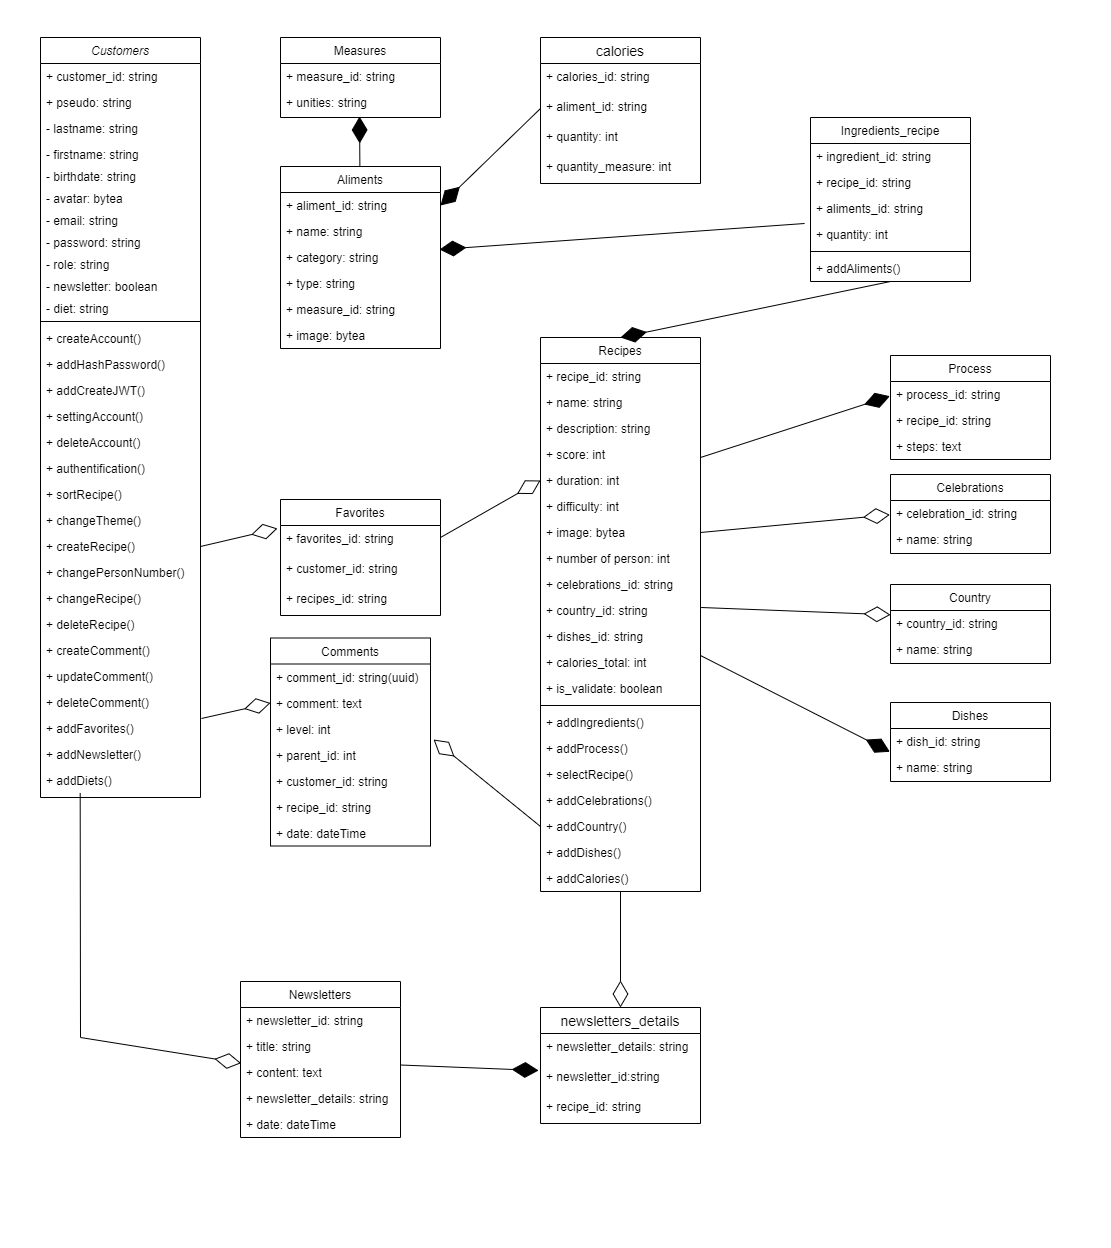 Customers
+ customer_id: string
+ pseudo: string
- lastname: string
- firstname: string
- birthdate: string
- avatar: bytea
- email: string
- password: string
- role: string
- newsletter: boolean
- diet: string
+ createAccount()
+ addHashPassword()
+ addCreateJWT()
+ settingAccount()
+ deleteAccount()
+ authentification()
+ sortRecipe()
+ changeTheme()
+ createRecipe()
+ changePersonNumber()
+ changeRecipe()
+ deleteRecipe()
+ createComment()
+ updateComment()
+ deleteComment()
+ addFavorites()
+ addNewsletter()
+ addDiets()
Measures
+ measure_id: string
+ unities: string
Aliments
+ aliment_id: string
+ name: string
+ category: string
+ type: string
+ measure_id: string
+ image: bytea
calories
+ calories_id: string
+ aliment_id: string
+ quantity: int
+ quantity_measure: int
Ingredients_recipe
+ ingredient_id: string
+ recipe_id: string
+ aliments_id: string
+ quantity: int
+ addAliments()
Recipes
+ recipe_id: string
+ name: string
+ description: string
+ score: int
+ duration: int
+ difficulty: int
+ image: bytea
+ number of person: int
+ celebrations_id: string
+ country_id: string
+ dishes_id: string
+ calories_total: int
+ is_validate: boolean
+ addIngredients()
+ addProcess()
+ selectRecipe()
+ addCelebrations()
+ addCountry()
+ addDishes()
+ addCalories()
Process
+ process_id: string
+ recipe_id: string
+ steps: text
Celebrations
+ celebration_id: string
+ name: string
Country
+ country_id: string
+ name: string
Dishes
+ dish_id: string
+ name: string
Favorites
+ favorites_id: string
+ customer_id: string
+ recipes_id: string
Comments
+ comment_id: string(uuid)
+ comment: text
+ level: int
+ parent_id: int
+ customer_id: string
+ recipe_id: string
+ date: dateTime
Newsletters
+ newsletter_id: string
+ title: string
+ content: text
+ newsletter_details: string
+ date: dateTime
newsletters_details
+ newsletter_details: string
+ newsletter_id:string
+ recipe_id: string